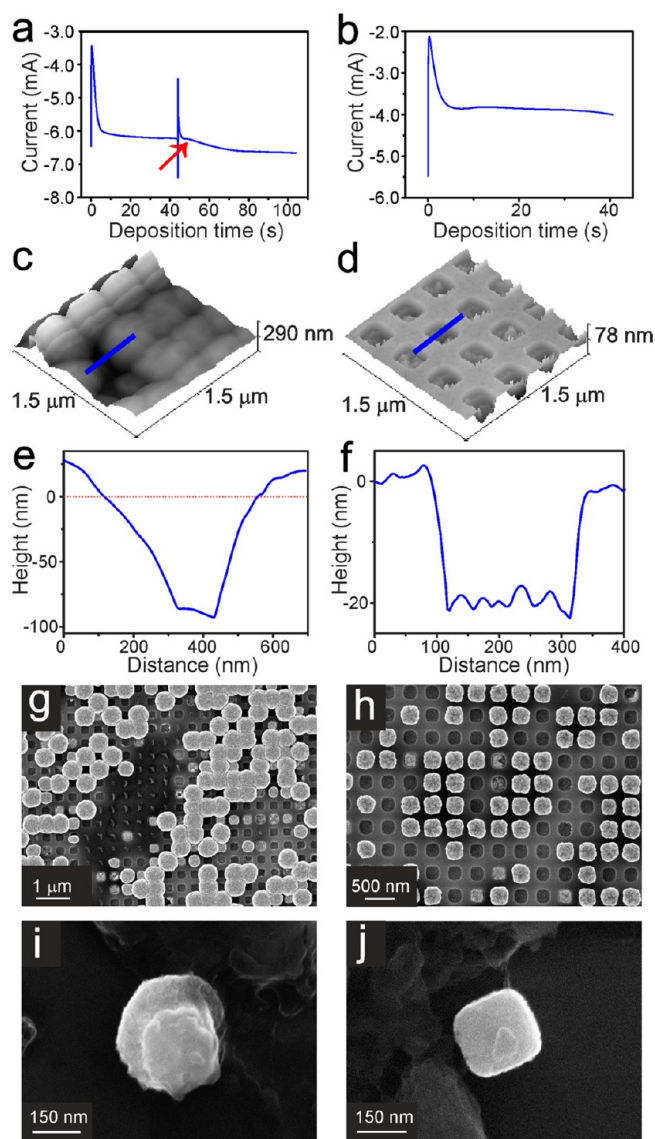 a
-3.0
-4.0
-5.0
-6.0
-7.0
-8.0
Current (mA)
0 20 40 60 80 100
Deposition time (s)
b
-2.0
-3.0
-4.0
-5.0
-6.0
Current (mA)
0 20 40
Deposition time (s)
c
290 nm
1.5 μm
1.5 μm
d
78 nm
1.5 μm
1.5 μm
e
0
-50
-100
Height (nm)
0 200 400 600
Distance (nm)
f
0
-20
Height (nm)
0 100 200 300 400
Distance (nm)
g
1 μm
h
500 nm
i
150 nm
j
150 nm